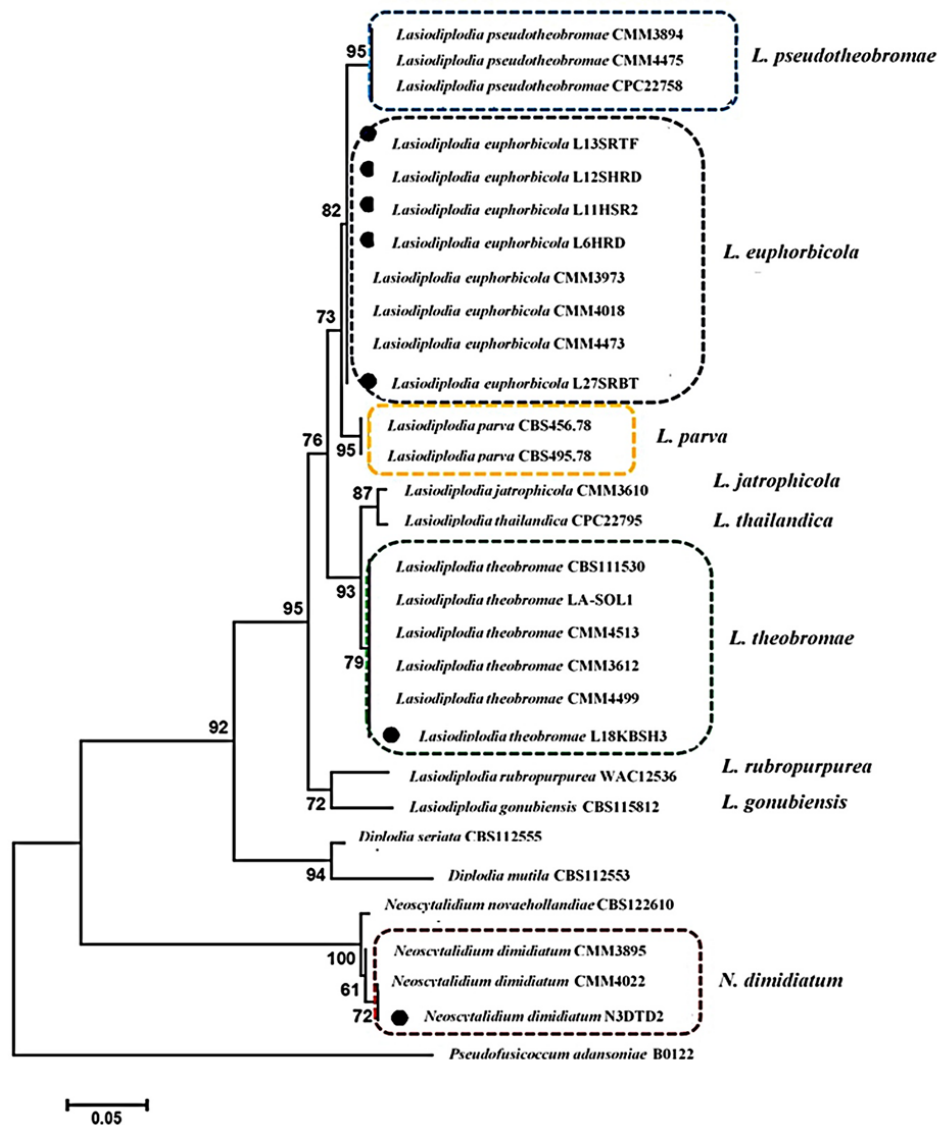 95
Lasiodiplodia pseudotheobromae CMM3894
Lasiodiplodia pseudotheobromae CMM4475
Lasiodiplodia pseudotheobromae CPC22758
L. pseudotheobromae
82
Lasiodiplodia euphorbicola L13SRTF
Lasiodiplodia euphorbicola L12SHRD
Lasiodiplodia euphorbicola L11HSR2
Lasiodiplodia euphorbicola L6HRD
Lasiodiplodia euphorbicola CMM3973
Lasiodiplodia euphorbicola CMM4018
Lasiodiplodia euphorbicola CMM4473
Lasiodiplodia euphorbicola L27SRBT
L. euphorbicola
73
Lasiodiplodia parva CBS456.78
Lasiodiplodia parva CBS495.78
L. parva
95
76
87
Lasiodiplodia jatrophicola CMM3610
L. jatrophicola
Lasiodiplodia thailandica CPC22795
L. thailandica
93
Lasiodiplodia theobromae CBS111530
Lasiodiplodia theobromae LA-SOL1
Lasiodiplodia theobromae CMM4513
Lasiodiplodia theobromae CMM3612
Lasiodiplodia theobromae CMM4499
Lasiodiplodia theobromae L18KBSH3
L. theobromae
79
95
Lasiodiplodia rubropurpurea WAC12536
L. rubropurpurea
Lasiodiplodia gonubiensis CBS115812
L. gonubiensis
72
92
Diplodia seriata CBS112555
Diplodia mutila CBS112553
94
Neoscytalidium novaehollandiae CBS122610
100
Neoscytalidium dimidiatum CMM3895
Neoscytalidium dimidiatum CMM4022
Neoscytalidium dimidiatum N3DTD2
N. dimidiatum
61
72
Pseudofusicoccum adansoniae B0122
0.05